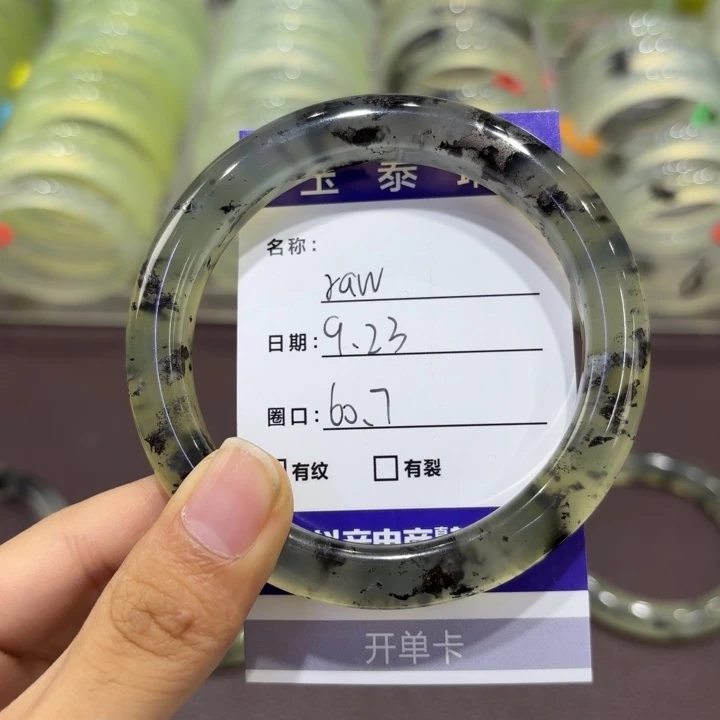 玉泰
名称：
raw
日期：9.23
圈口：60.7
有纹 □有裂
开单卡